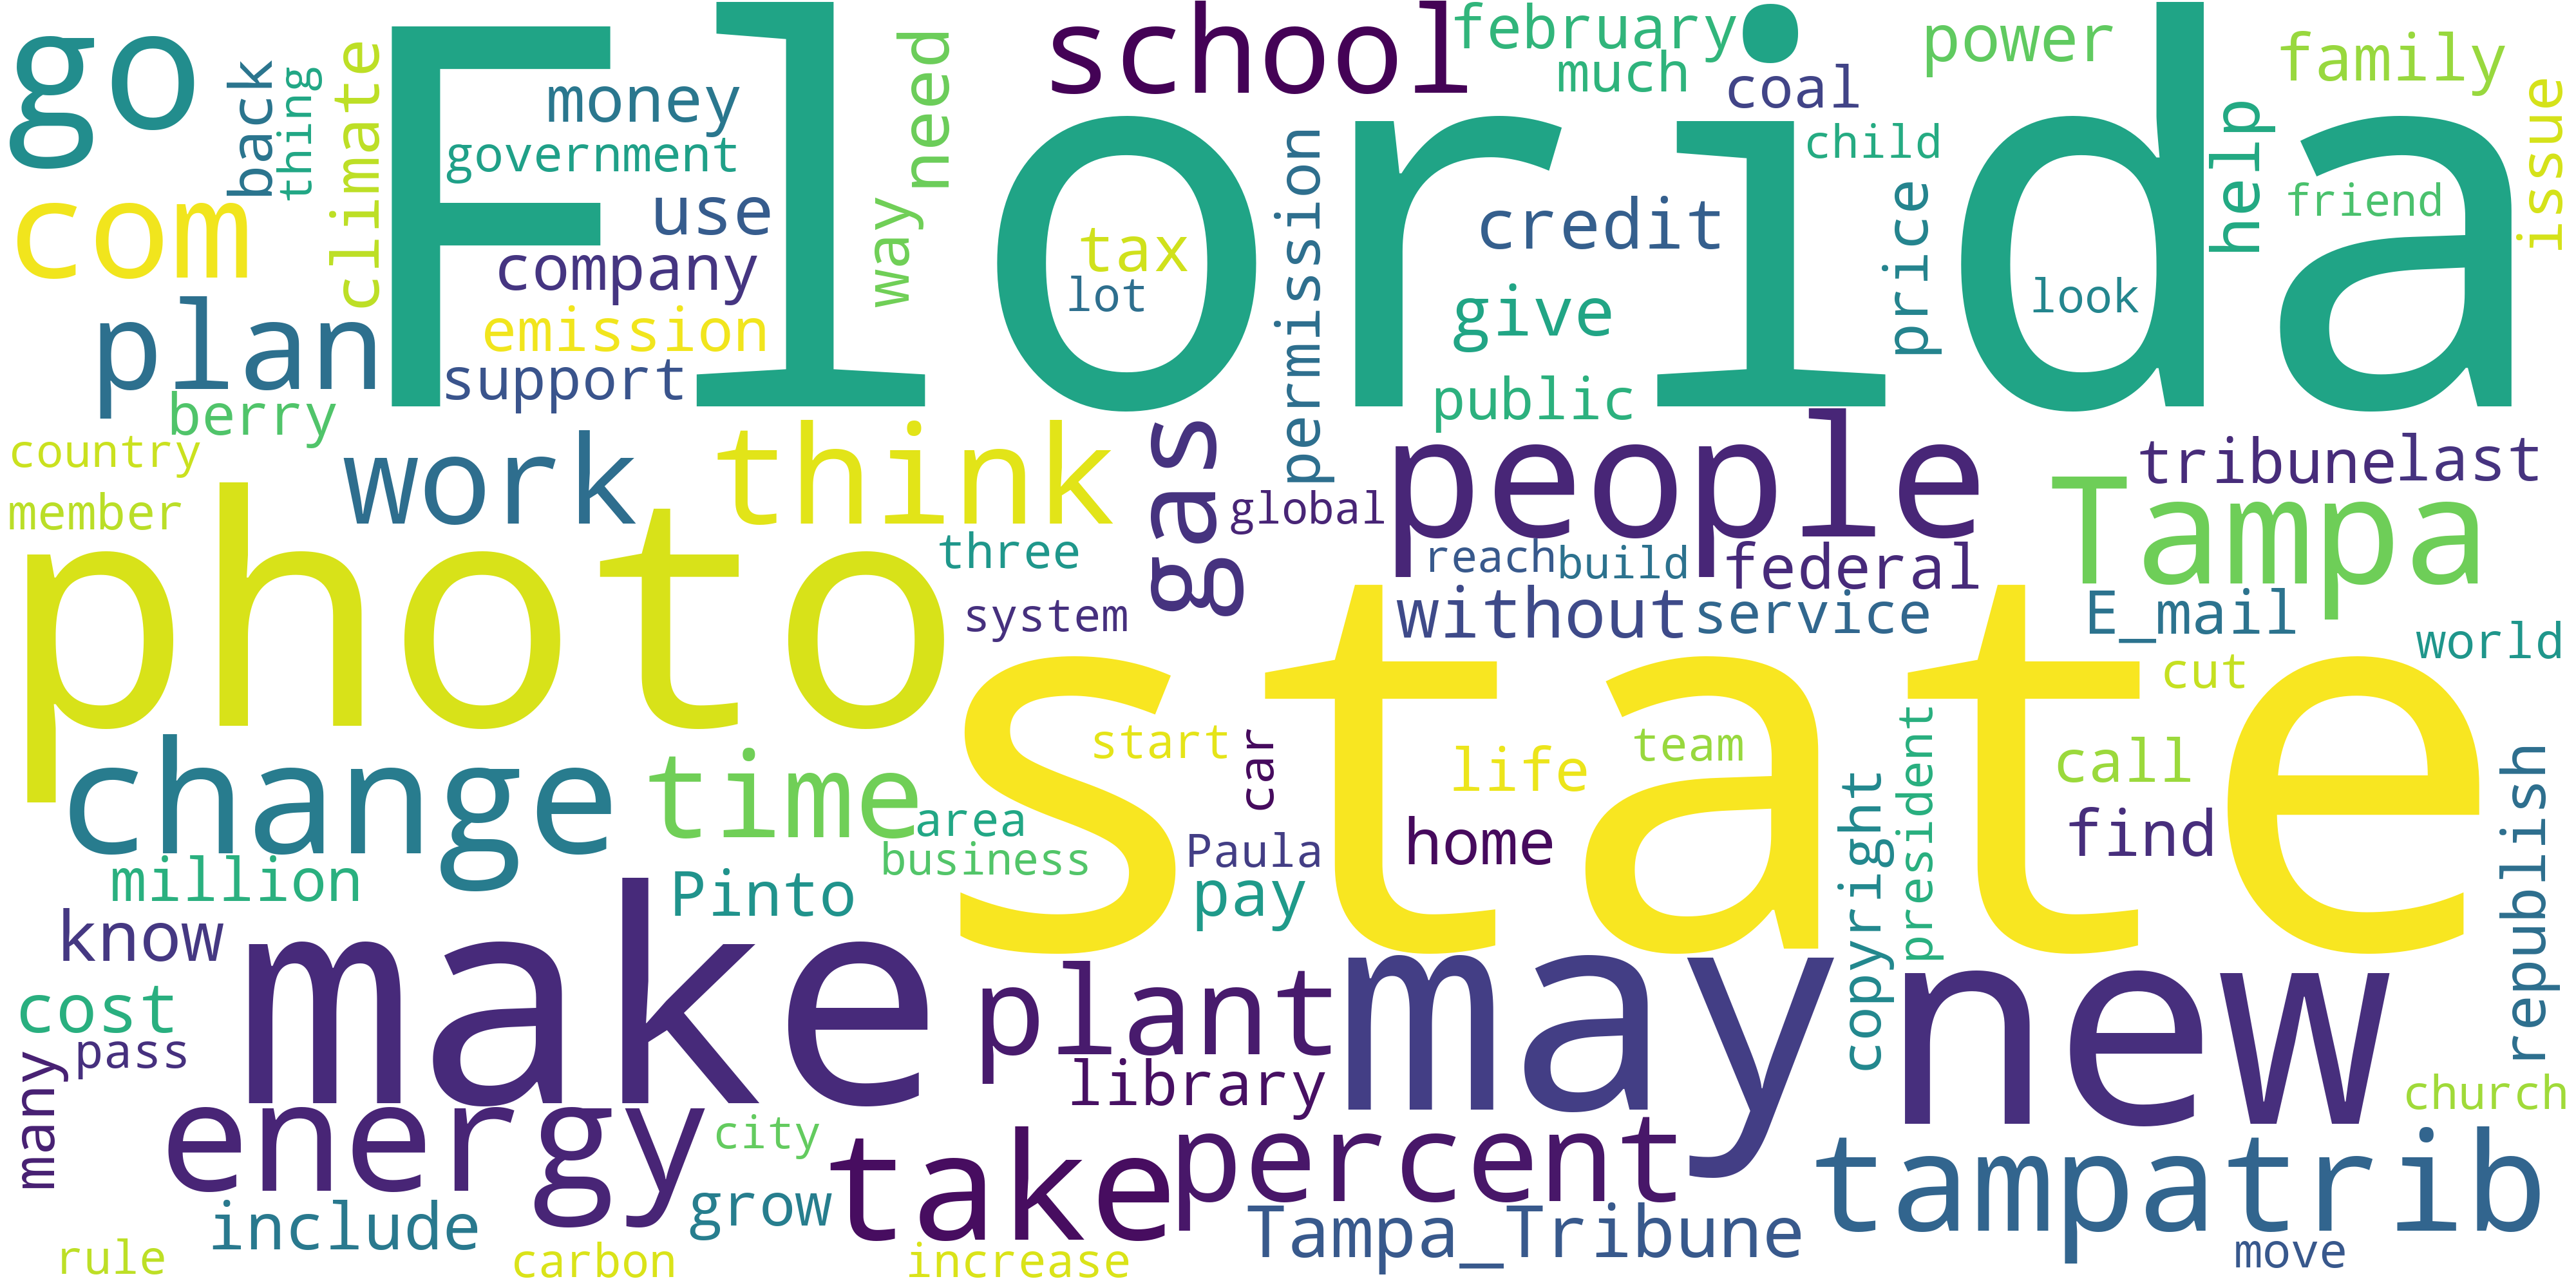 Florida
go
school
february
much
power
family
back
thing
climate
money
government
need
coal
child
help
issue
com
use
company
way
tax
lot
permission
credit
price
look
friend
plan
emission
support
give
public
berry
country
member
work
think
gas
global
people
tribune
last
Tampa
photo
three
system
reach
build
federal
without
service
E_mail
world
state
cut
change
time
start
car
life
team
call
president
copyright
find
republish
area
business
Paula
home
pay
million
Pinto
know
make
may
new
plant
library
cost
pass
many
energy
city
take
percent
tampatrib
church
include
grow
Tampa_Tribune
move
rule
carbon
increase